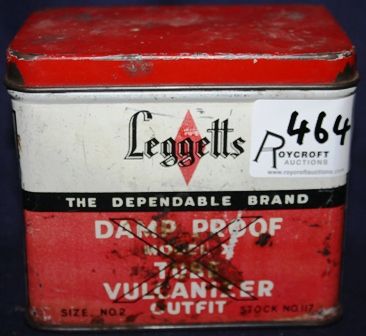 Leggetts
464
ROYCROFT
AUCTIONS
www.roycroftauctions.com
THE DEPENDABLE BRAND
DAMP PROOF
MODEL X
TUBE
VULCANIZER
OUTFIT
SIZE NO.2
STOCK NO.117